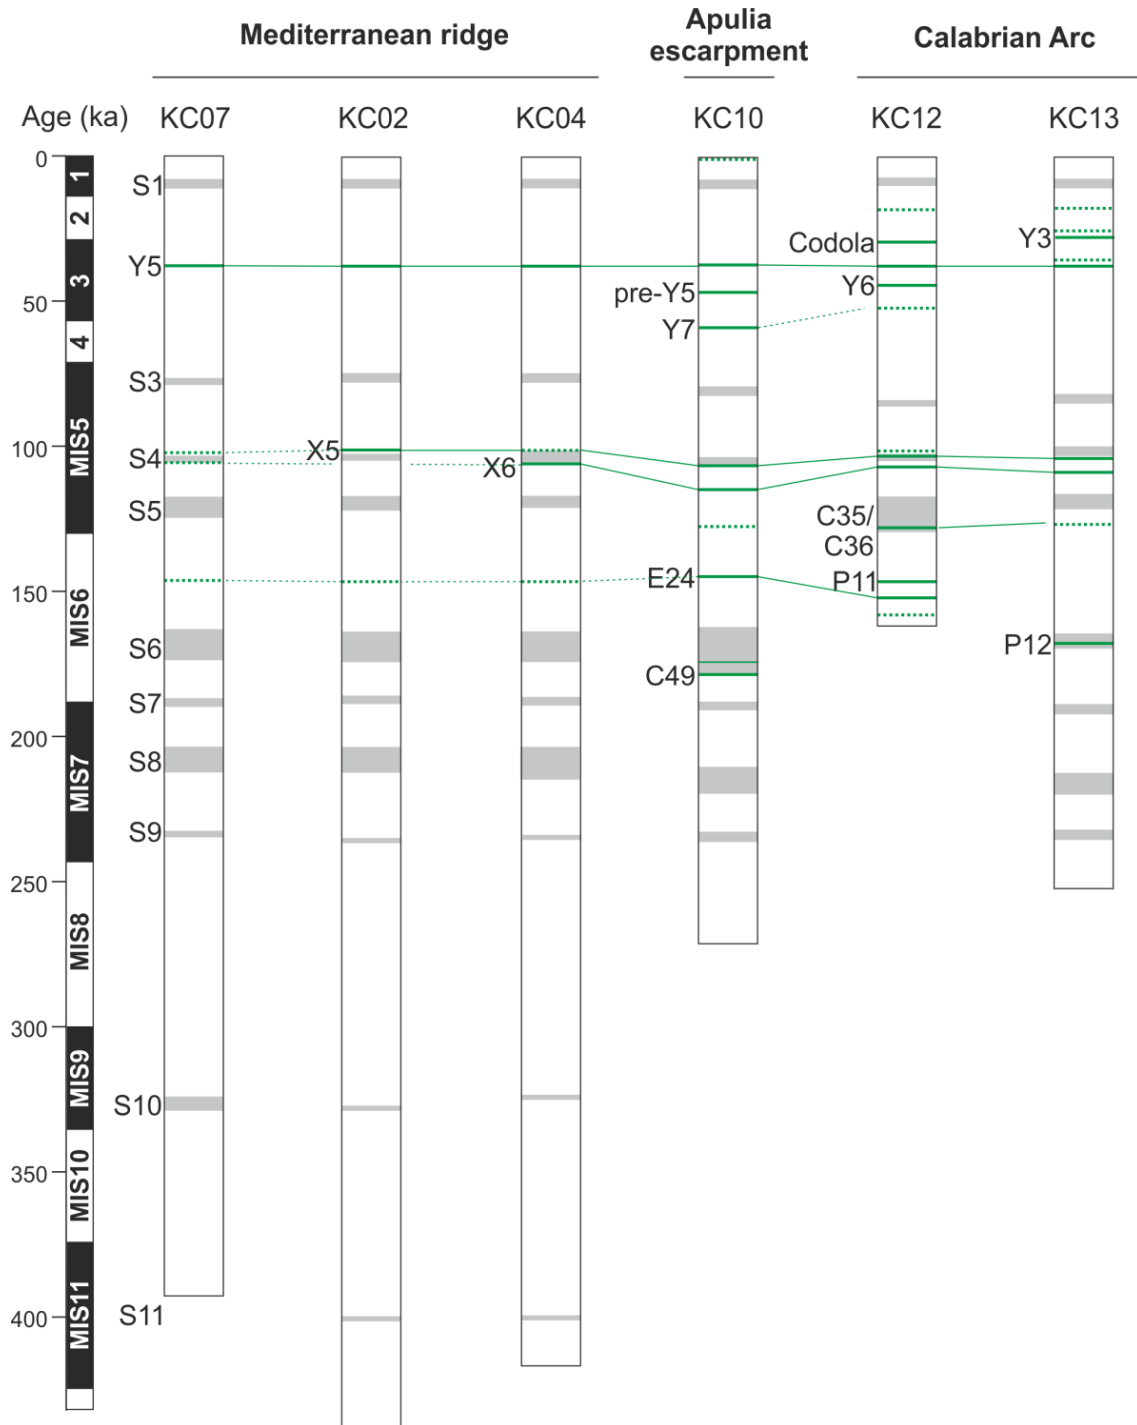 Mediterranean ridge
Apulia
escarpment
Calabrian Arc
Age (ka)
KC07
KC02
KC04
KC10
KC12
KC13
0
1
S1
2
Codola
Y3
Y5
3
Y6
50
pre-Y5
Y7
4
S3
MIS5
100
S4
X5
X6
S5
C35/
C36
150
MIS6
E24
P11
S6
P12
C49
S7
200
MIS7
S8
S9
250
MIS8
300
MIS9
S10
350
MIS10
400
MIS11
S11